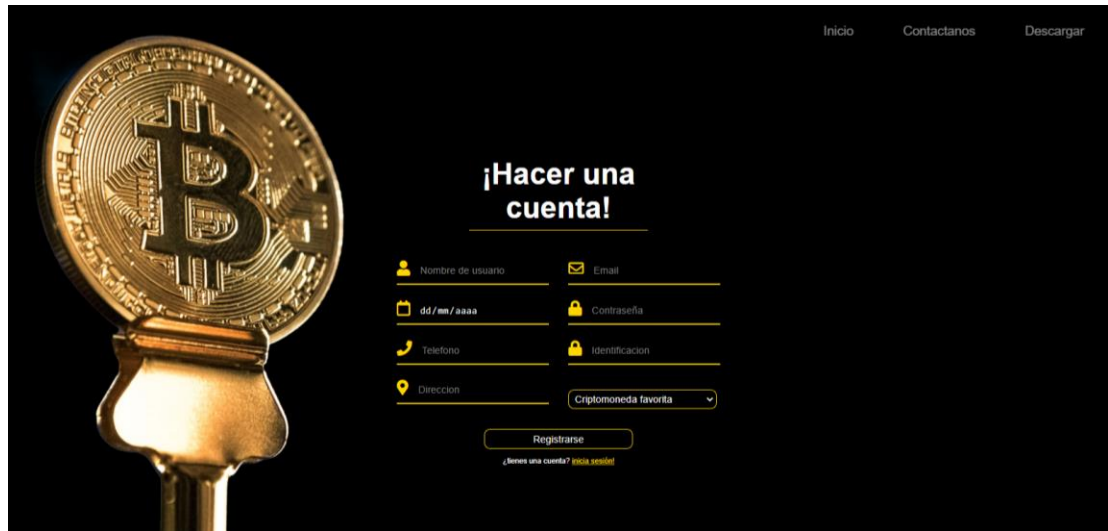 Inicio Contactanos Descargar
¡Hacer una
cuenta!
Nombre de usuario Email
dd/mm/aaaa Contraseña
Telefono Identificacion
Direccion Criptomoneda favorita
Registrarse
¿tienes una cuenta? inicia sesión!